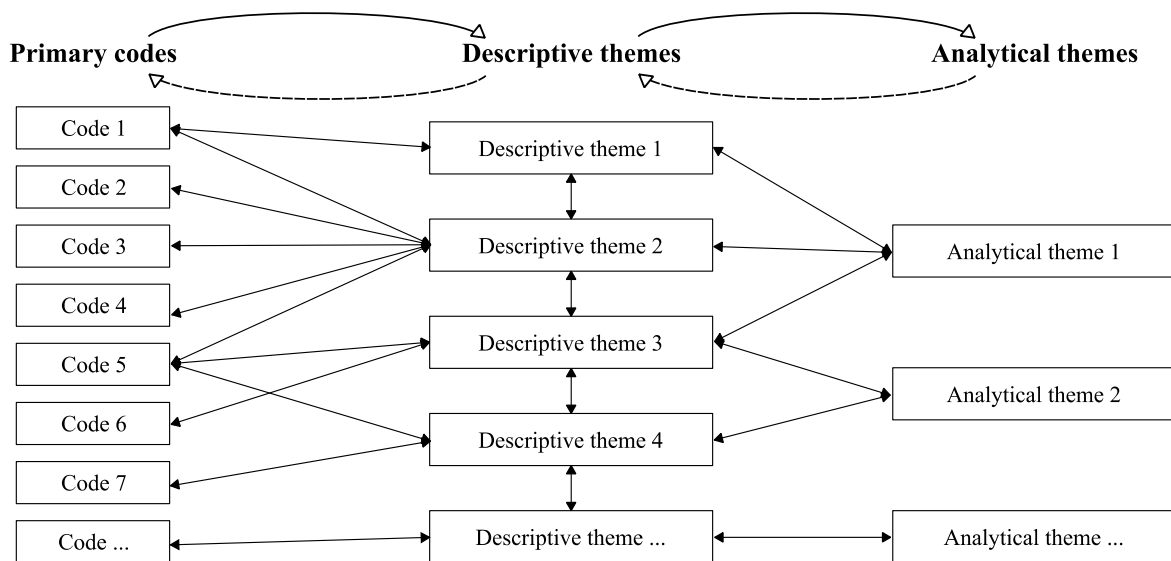 Primary codes
Descriptive themes
Analytical themes
Code 1
Code 2
Code 3
Code 4
Code 5
Code 6
Code 7
Code ...
Descriptive theme 1
Descriptive theme 2
Descriptive theme 3
Descriptive theme 4
Descriptive theme ...
Analytical theme 1
Analytical theme 2
Analytical theme ...